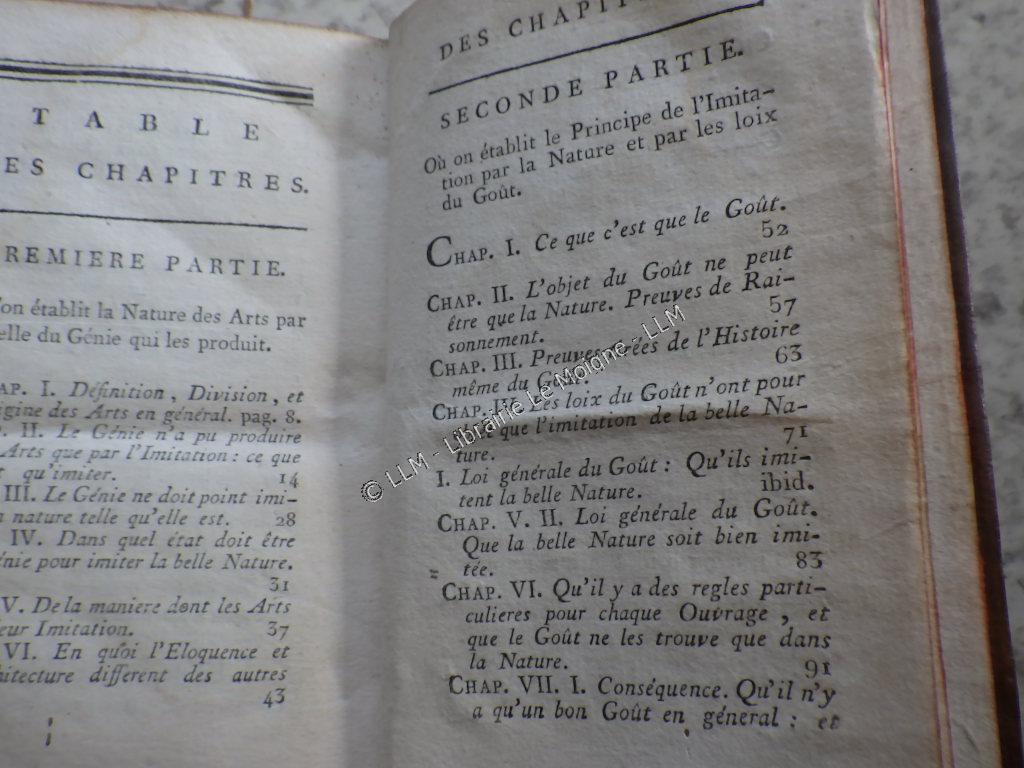 TABLE
ES CHAPITRES.
REMIERE PARTIE.
'on établit la Nature des Arts par
elle du Génie qui les produit.
AP. I. Définition, Division, et
igine des Arts en général. pag. 8.
II. Le Génie n'a pu produire
Arts que par l'Imitation : ce que
qu'imiter. 14
III. Le Génie ne doit point imi-
nature telle qu'elle est. 28
IV. Dans quel état doit être
énie pour imiter la belle Nature.
31
V. De la maniere dont les Arts
eur Imitation. 37
VI. En quoi l'Eloquence et
hitecture different des autres
43
DES CHAPIT
SECONDE PARTIE.
Où on établit le Principe de l'Imita-
tion par la Nature et par les loix
du Goût.
CHAP. I. Ce que c'est que le Goût.
52
CHAP. II. L'objet du Goût ne peut
être que la Nature. Preuves de Rai-
sonnement. 57
CHAP. III. Preuves tirées de l'Histoire
même du Goût. 63
CHAP. IV. Les loix du Goût n'ont pour
que l'imitation de la belle Na-
ture. 71
I. Loi générale du Goût : Qu'ils imi-
tent la belle Nature. ibid.
CHAP. V. II. Loi générale du Goût.
Que la belle Nature soit bien imi-
tée. 83
CHAP. VI. Qu'il y a des regles parti-
culieres pour chaque Ouvrage, et
que le Goût ne les trouve que dans
la Nature. 91
CHAP. VII. I. Conséquence. Qu'il n'y
a qu'un bon Goût en général : et
© LLM - Librairie Le Moigne - LLM